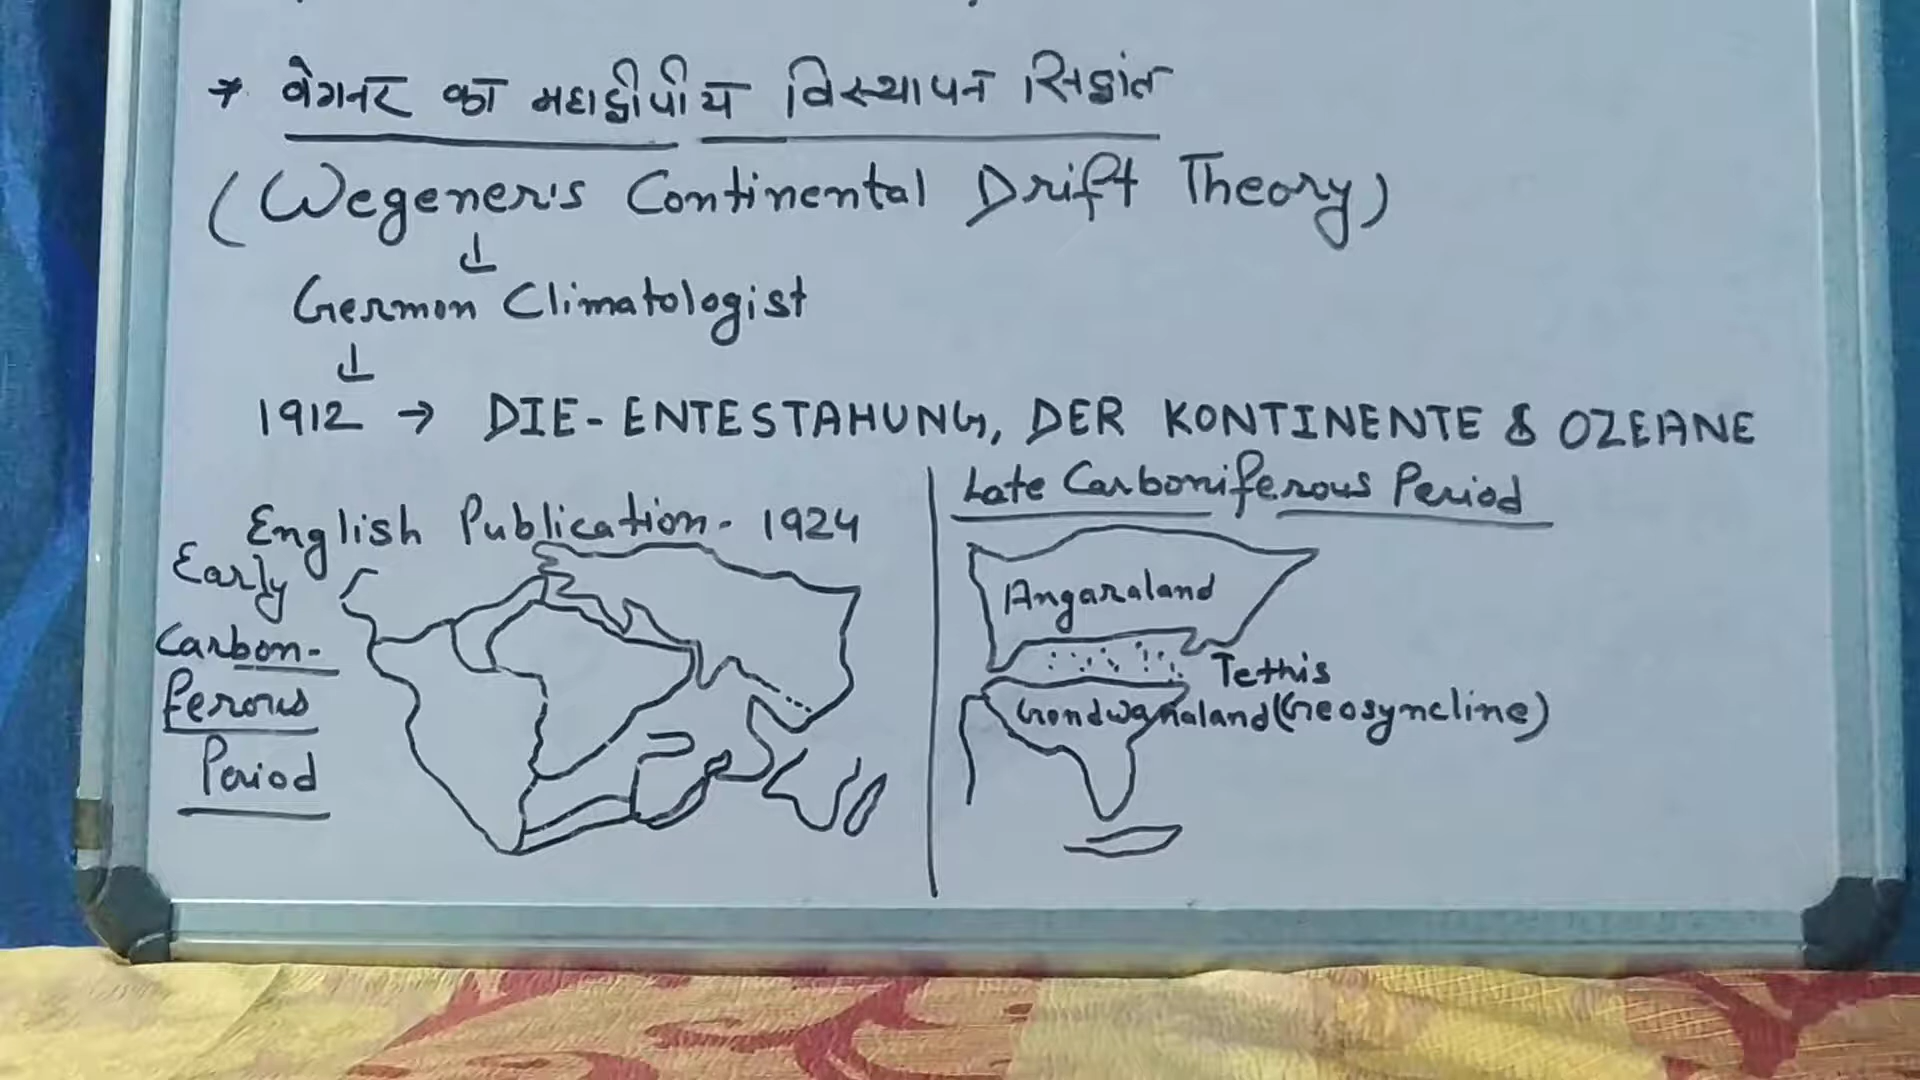 * वेगनर का महाद्वीपीय विस्थापन सिद्धांत
(Wegener's Continental Drift Theory)
↓
German Climatologist
↓
1912 → DIE-ENTESTAHUNG, DER KONTINENTE & OZEANE
English Publication - 1924
Early
Carbon-
ferous
Period
Late Carboniferous Period
Angaraland
Tethis
Gondwanaland (Geosyncline)